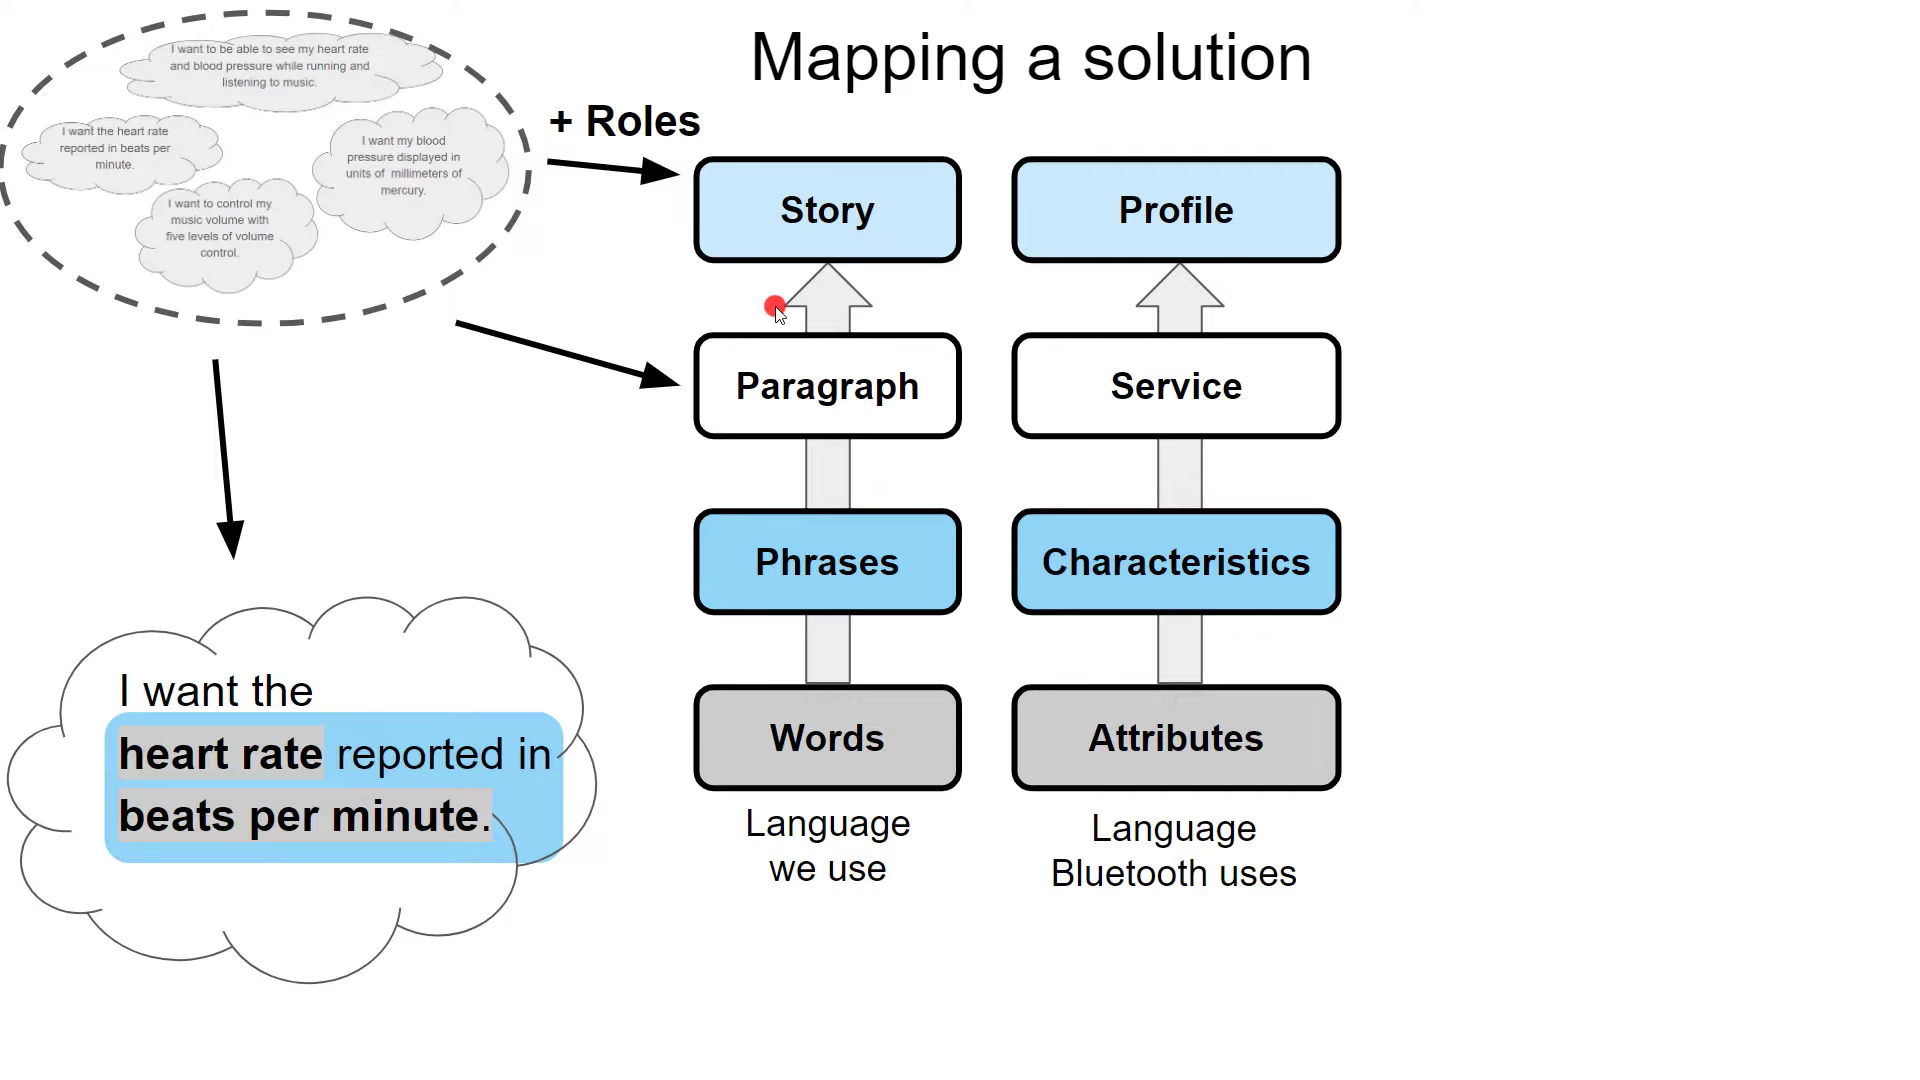 Mapping a solution
I want to be able to see my heart rate
and blood pressure while running and
listening to music.
I want the heart rate
reported in beats per
minute.
I want my blood
pressure displayed in
units of millimeters of
mercury.
I want to control my
music volume with
five levels of volume
control.
+ Roles
Story
Profile
Paragraph
Service
Phrases
Characteristics
Words
Attributes
Language
we use
Language
Bluetooth uses
I want the
heart rate reported in
beats per minute.